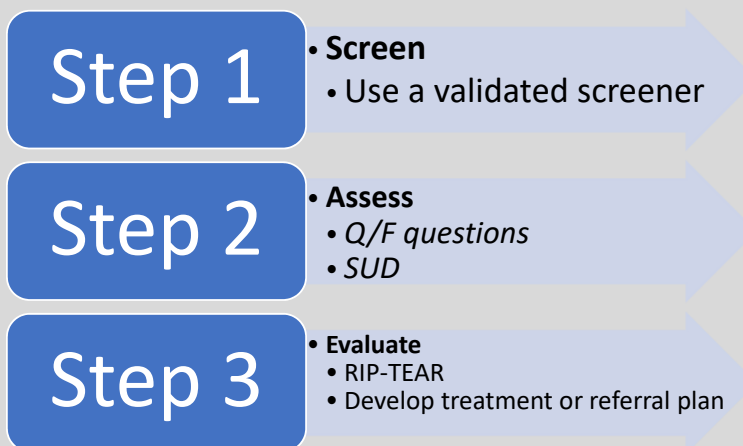 Step 1
• Screen
• Use a validated screener
Step 2
• Assess
• Q/F questions
• SUD
Step 3
• Evaluate
• RIP-TEAR
• Develop treatment or referral plan